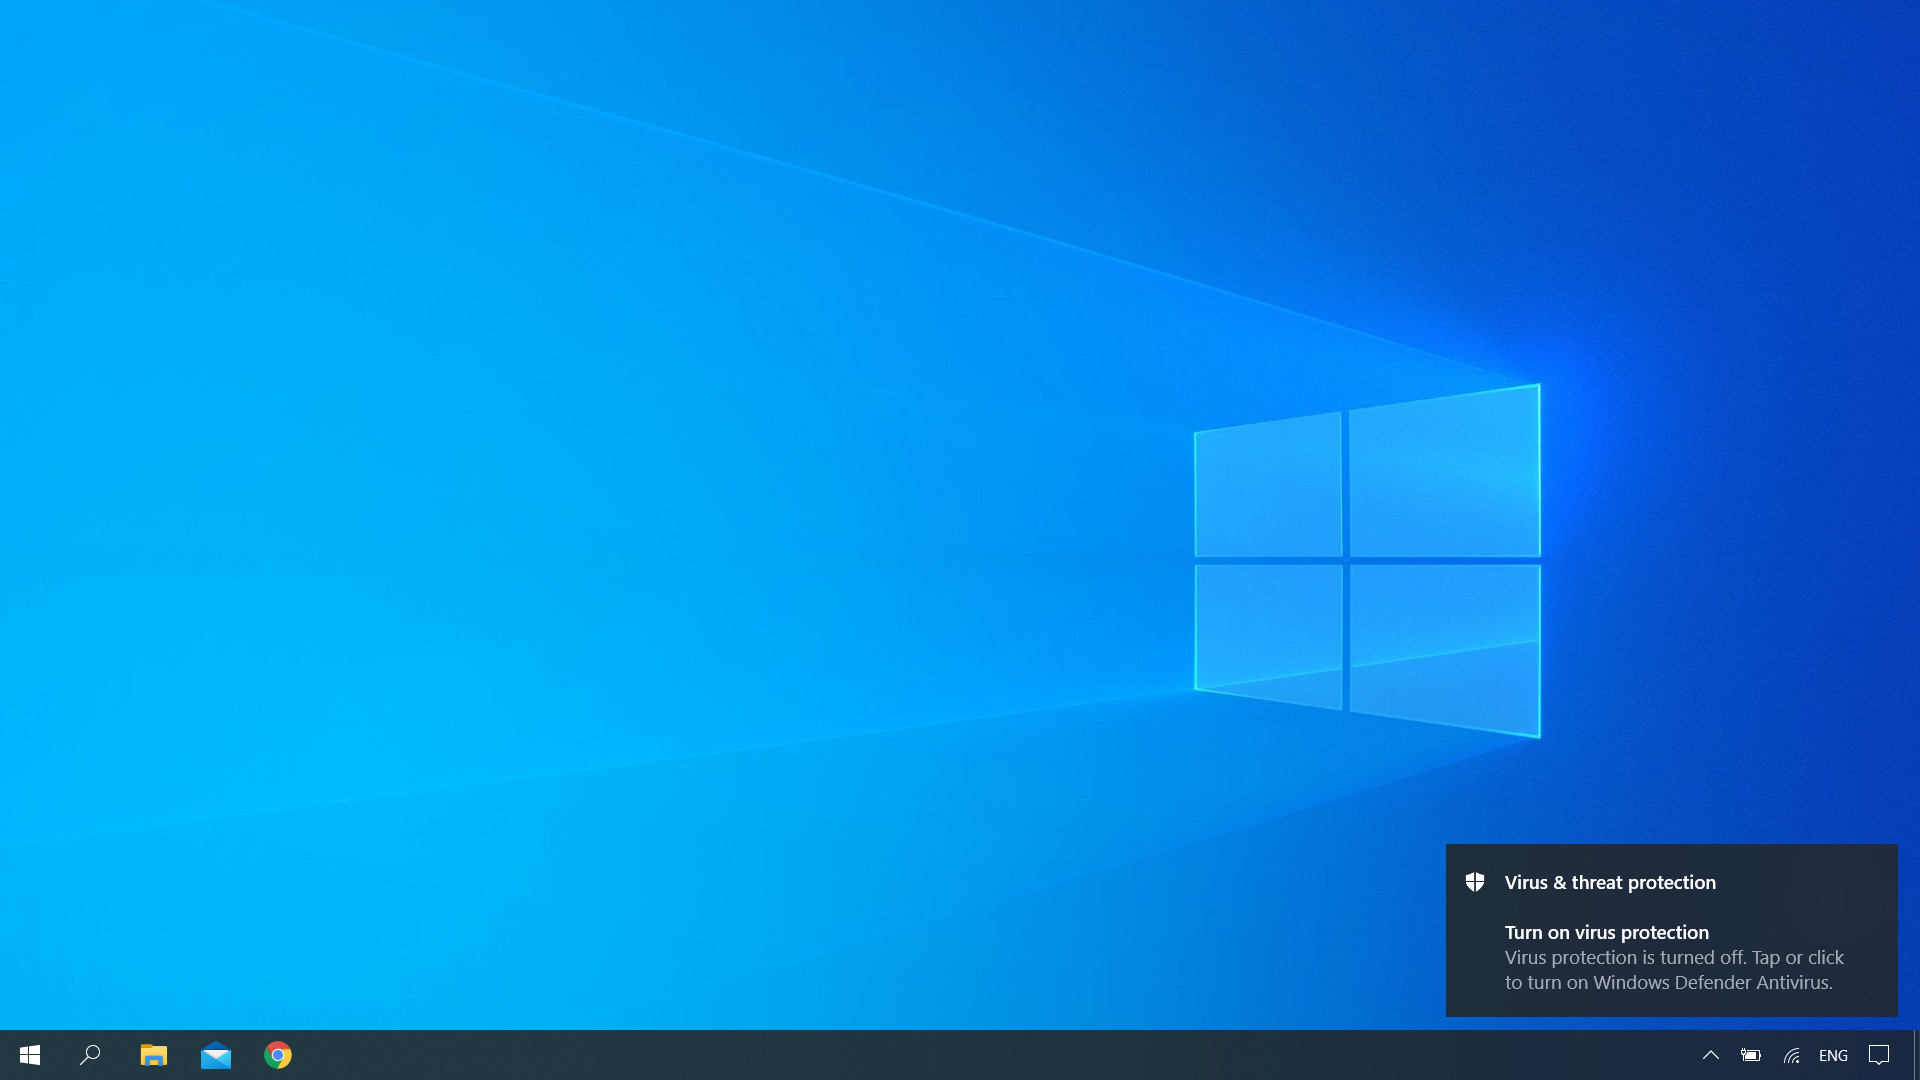 Virus & threat protection
Turn on virus protection
Virus protection is turned off. Tap or click
to turn on Windows Defender Antivirus.
ENG